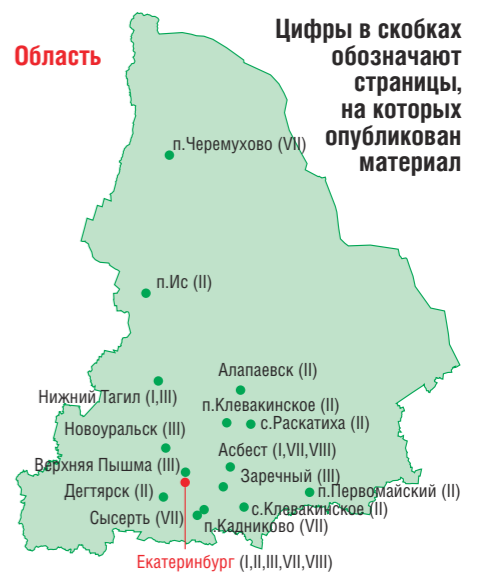 Цифры в скобках
обозначают
страницы,
на которых
опубликован
материал
Область
п.Черемухово (VII)
п.Ис (II)
Алапаевск (II)
Нижний Тагил (I,III)
п.Клевакинское (II)
с.Раскатиха (II)
Новоуральск (III)
Асбест (I,VII,VIII)
Верхняя Пышма (III)
Заречный (III)
Дегтярск (II)
п.Первомайский (II)
с.Клевакинское (II)
Сысерть (VII)
п.Кадниково (VII)
Екатеринбург (I,II,III,VII,VIII)